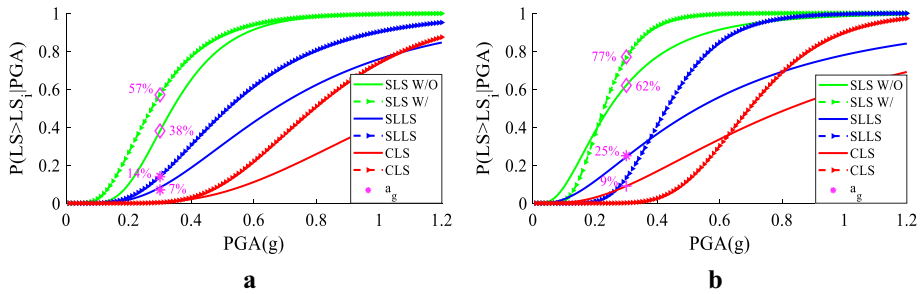 P(LS>LSi|PGA)
1
0.8
0.6
0.4
0.2
0
57%
38%
14%
7%
SLS W/O
SLS W/
SLLS
SLLS
CLS
CLS
ag
0 0.2 0.4 0.6 0.8 1 1.2
PGA(g)
a
P(LS>LSi|PGA)
1
0.8
0.6
0.4
0.2
0
77%
62%
25%
9%
SLS W/O
SLS W/
SLLS
SLLS
CLS
CLS
ag
0 0.2 0.4 0.6 0.8 1 1.2
PGA(g)
b